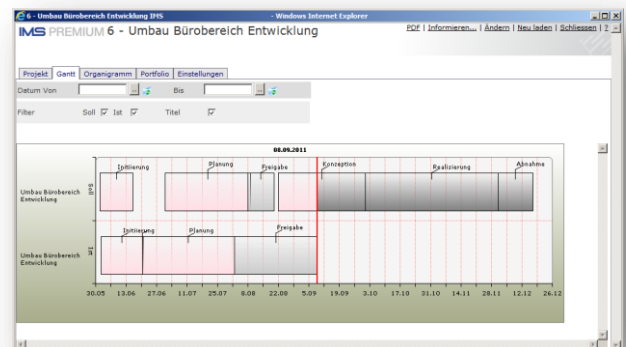 6 - Umbau Bürobereich Entwicklung IMS - Windows Internet Explorer
IMS PREMIUM 6 - Umbau Bürobereich Entwicklung
PDF | Informieren... | Ändern | Neu laden | Schliessen | ?
Projekt Gantt Organigramm Portfolio Einstellungen
Datum Von ... Bis ...
Filter Soll Ist Titel
08.09.2011
Initiierung Planung Freigabe Konzeption Realisierung Abnahme
Umbau Bürobereich
Entwicklung
Soll
Initiierung Planung Freigabe
Umbau Bürobereich
Entwicklung
Ist
30.05 13.06 27.06 11.07 25.07 8.08 22.08 5.09 19.09 3.10 17.10 31.10 14.11 28.11 12.12 26.12